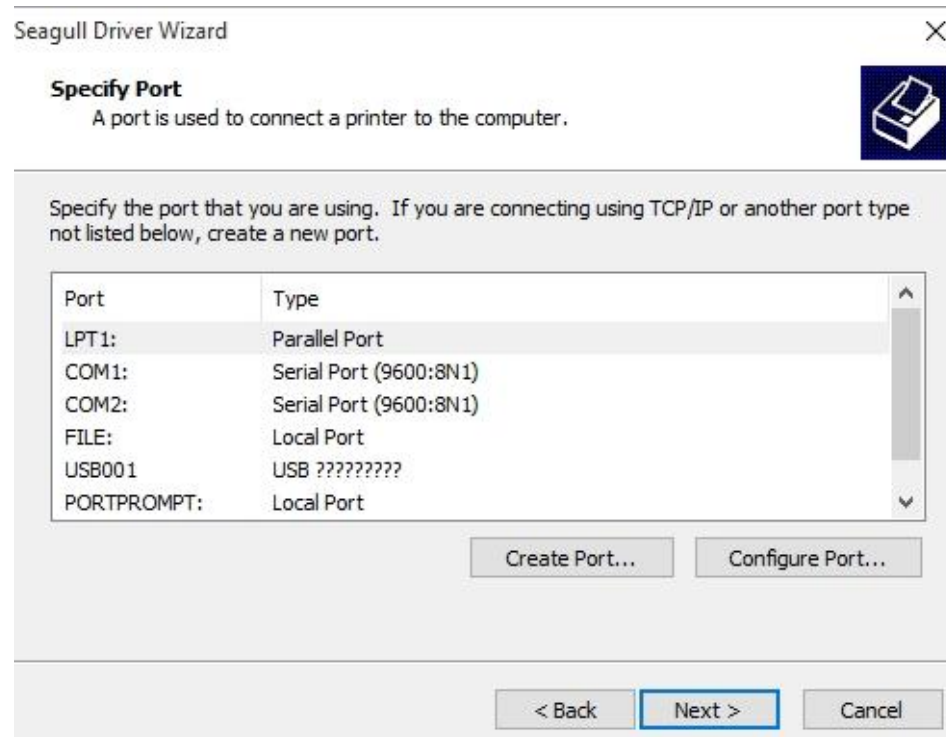 Seagull Driver Wizard
Specify Port
A port is used to connect a printer to the computer.
Specify the port that you are using. If you are connecting using TCP/IP or another port type
not listed below, create a new port.
Port Type
LPT1: Parallel Port
COM1: Serial Port (9600:8N1)
COM2: Serial Port (9600:8N1)
FILE: Local Port
USB001 USB ?????????
PORTPROMPT: Local Port
Create Port... Configure Port...
< Back Next > Cancel